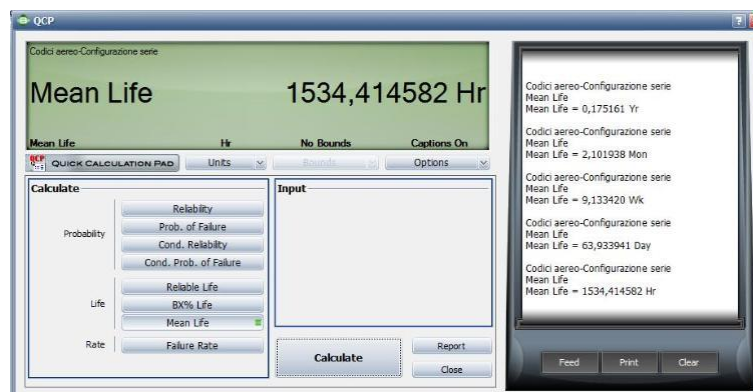 QCP
Codici aereo-Configurazione serie
Mean Life 1534,414582 Hr
Mean Life Hr No Bounds Captions On
QCP QUICK CALCULATION PAD Units Bounds Options
Calculate
Probability
Reliability
Prob. of Failure
Cond. Reliability
Cond. Prob. of Failure
Life
Reliable Life
BX% Life
Mean Life
Rate
Failure Rate
Input
Calculate
Report
Close
Codici aereo-Configurazione serie
Mean Life
Mean Life = 0,175161 Yr
Codici aereo-Configurazione serie
Mean Life
Mean Life = 2,101938 Mon
Codici aereo-Configurazione serie
Mean Life
Mean Life = 9,133420 Wk
Codici aereo-Configurazione serie
Mean Life
Mean Life = 63,933941 Day
Codici aereo-Configurazione serie
Mean Life
Mean Life = 1534,414582 Hr
Feed Print Clear